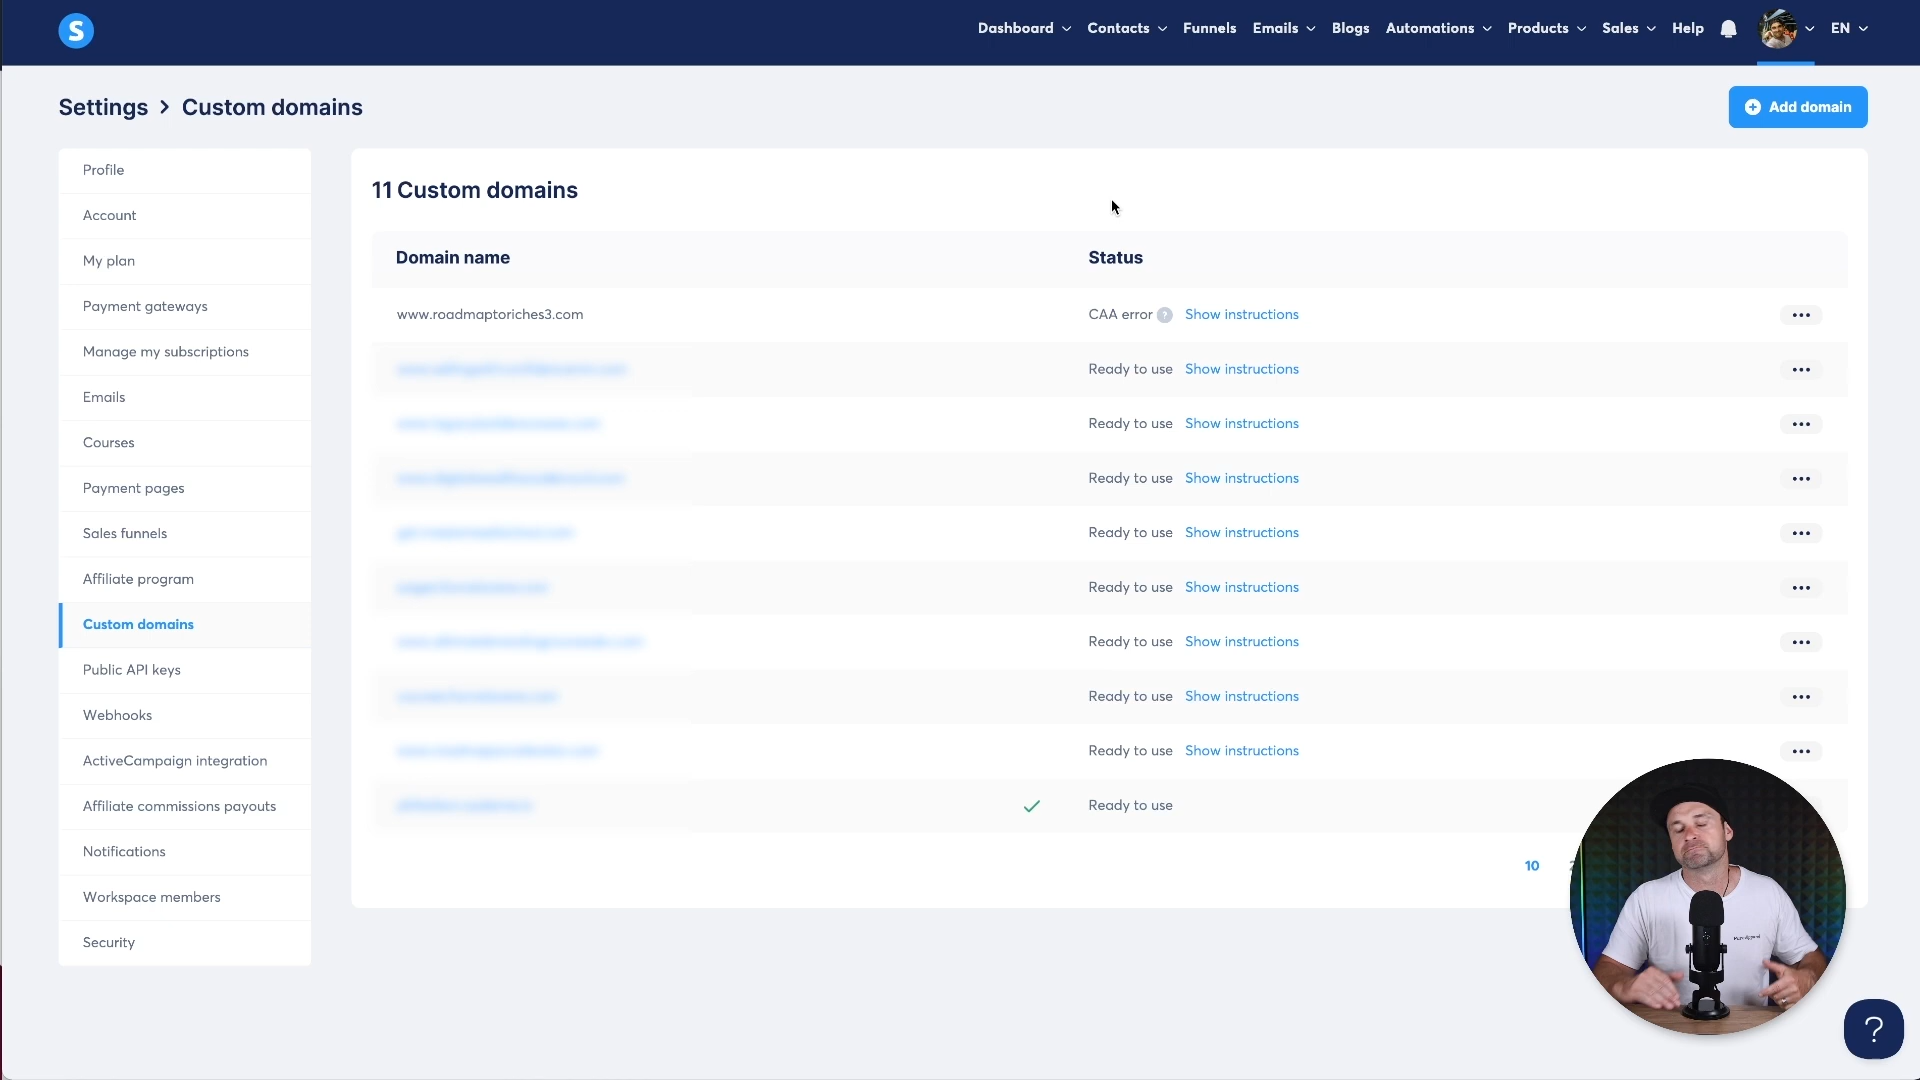 S
Dashboard Contacts Funnels Emails Blogs Automations Products Sales Help EN
Settings > Custom domains
Add domain
Profile
Account
My plan
Payment gateways
Manage my subscriptions
Emails
Courses
Payment pages
Sales funnels
Affiliate program
Custom domains
Public API keys
Webhooks
ActiveCampaign integration
Affiliate commissions payouts
Notifications
Workspace members
Security
11 Custom domains
Domain name Status
www.roadmaptoriches3.com CAA error ? Show instructions
Ready to use Show instructions
Ready to use Show instructions
Ready to use Show instructions
Ready to use Show instructions
Ready to use Show instructions
Ready to use Show instructions
Ready to use Show instructions
Ready to use Show instructions
Ready to use
10
?